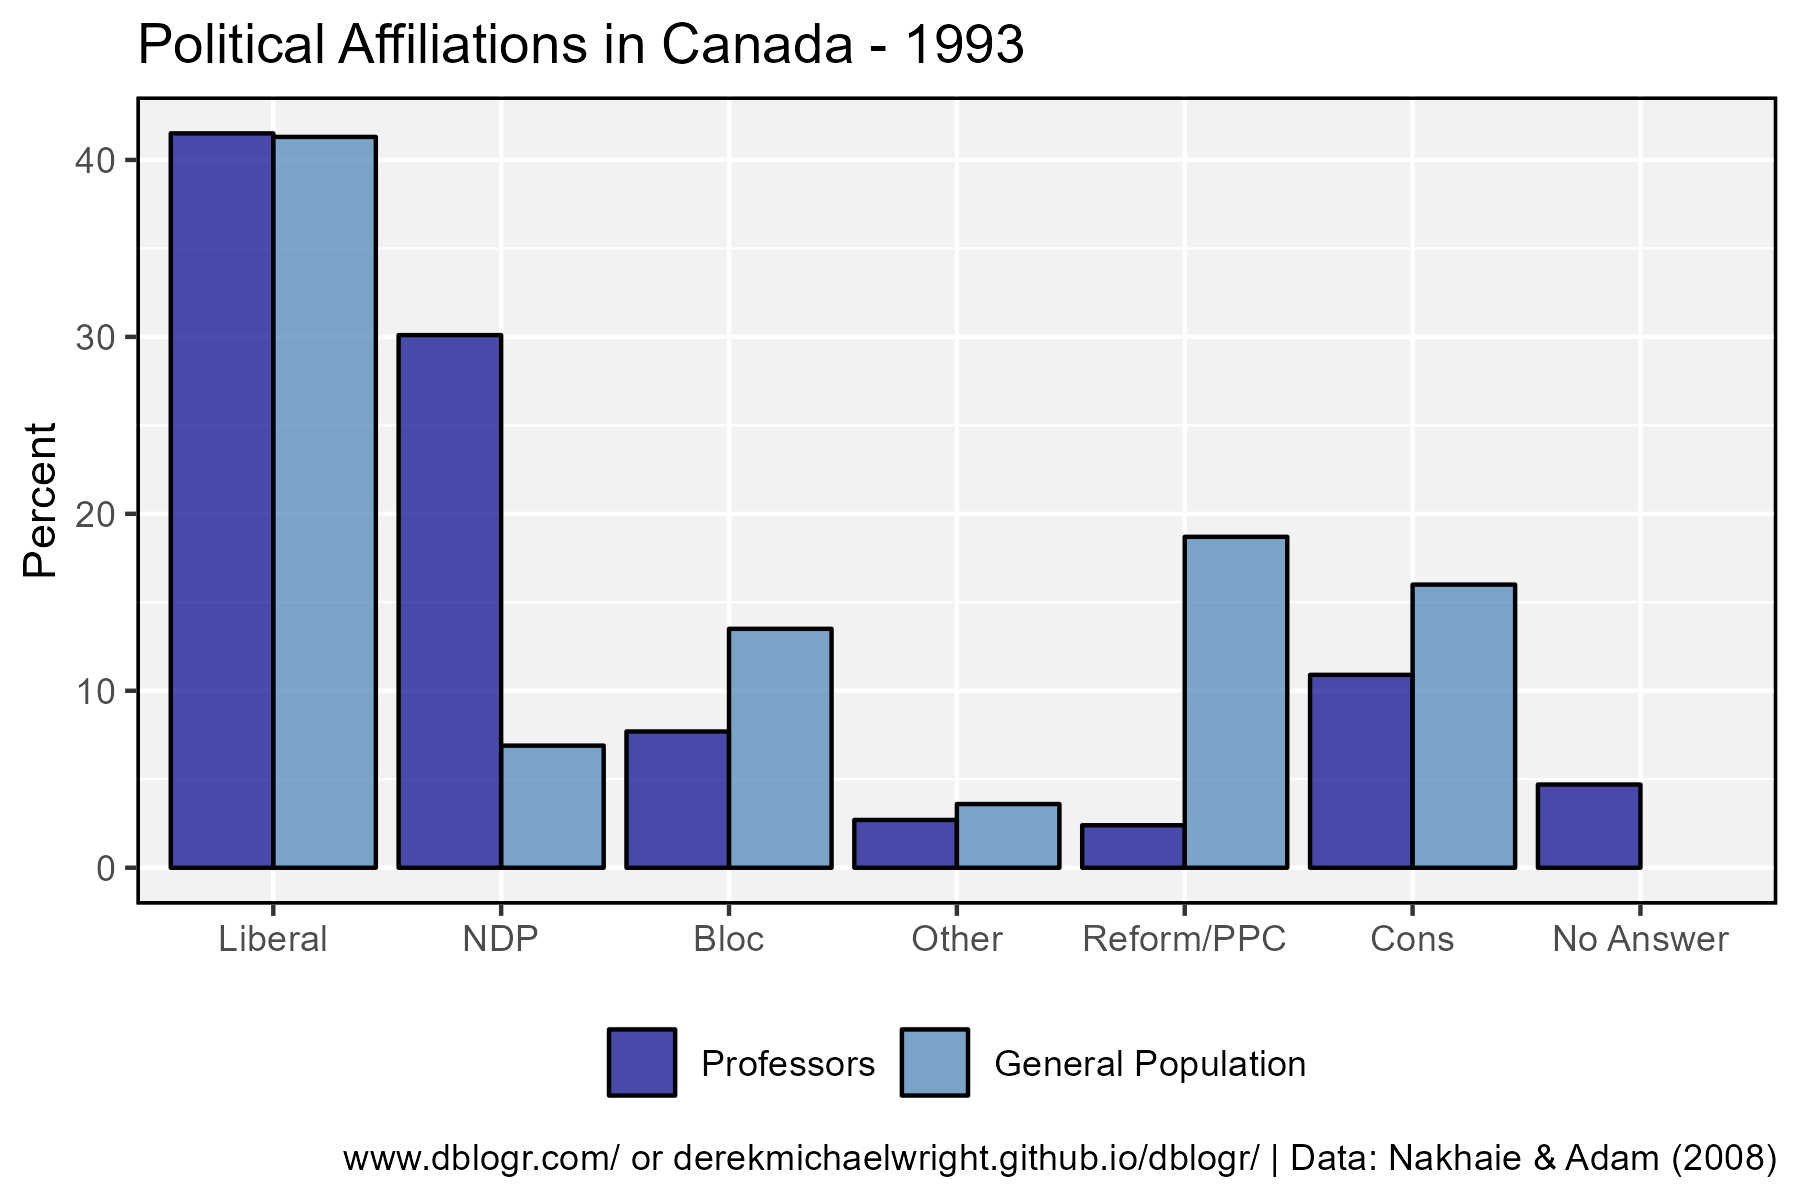 Political Affiliations in Canada - 1993
Percent
40
30
20
10
0
Liberal NDP Bloc Other Reform/PPC Cons No Answer
Professors General Population
www.dblogr.com/ or derekmichaelwright.github.io/dblogr/ | Data: Nakhaie & Adam (2008)